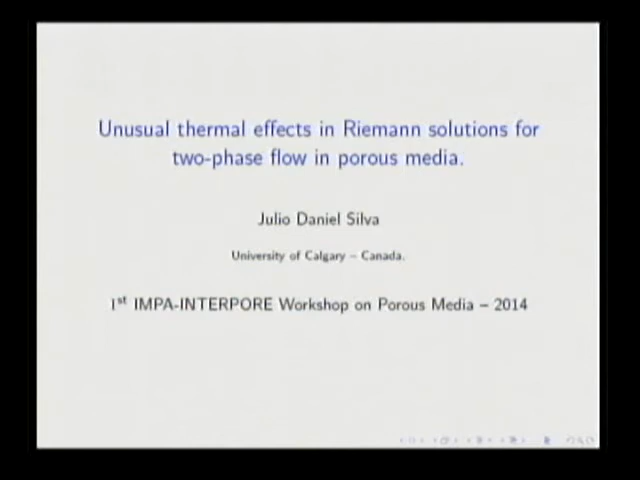 Unusual thermal effects in Riemann solutions for
two-phase flow in porous media.
Julio Daniel Silva
University of Calgary – Canada.
1st IMPA-INTERPORE Workshop on Porous Media – 2014